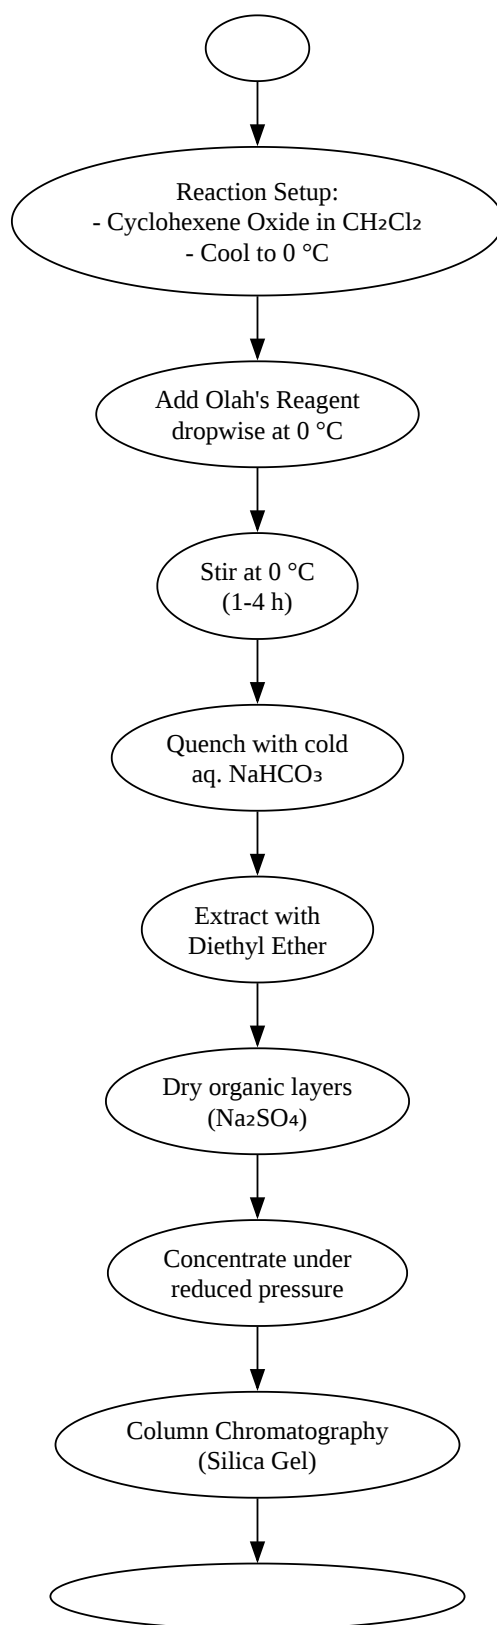 Reaction Setup:
- Cyclohexene Oxide in CH₂Cl₂
- Cool to 0 °C
Add Olah's Reagent
dropwise at 0 °C
Stir at 0 °C
(1-4 h)
Quench with cold
aq. NaHCO₃
Extract with
Diethyl Ether
Dry organic layers
(Na₂SO₄)
Concentrate under
reduced pressure
Column Chromatography
(Silica Gel)